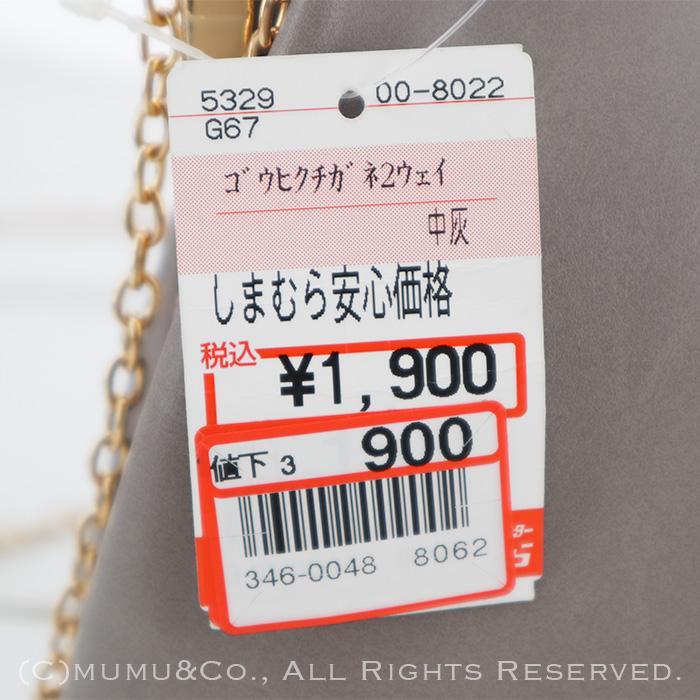 5329 00-8022
G67
ゴウヒクチガネ2ウェイ
中灰
しまむら安心価格
税込
¥1,900
値下 3 900
346-0048 8062
(C)MUMU&CO., ALL RIGHTS RESERVED.